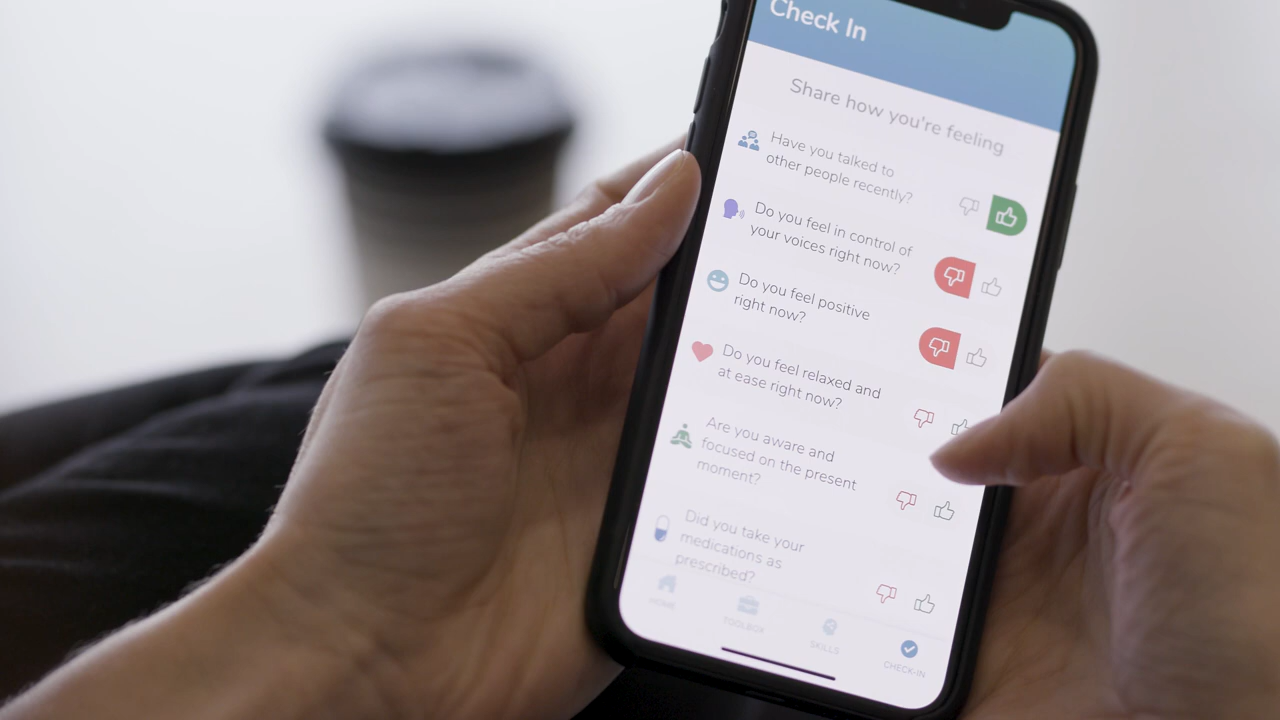 Check In
Share how you're feeling
Have you talked to
other people recently?
Do you feel in control of
your voices right now?
Do you feel positive
right now?
Do you feel relaxed and
at ease right now?
Are you aware and
focused on the present
moment?
Did you take your
medications as
prescribed?
HOME
TOOLBOX
SKILLS
CHECK-IN